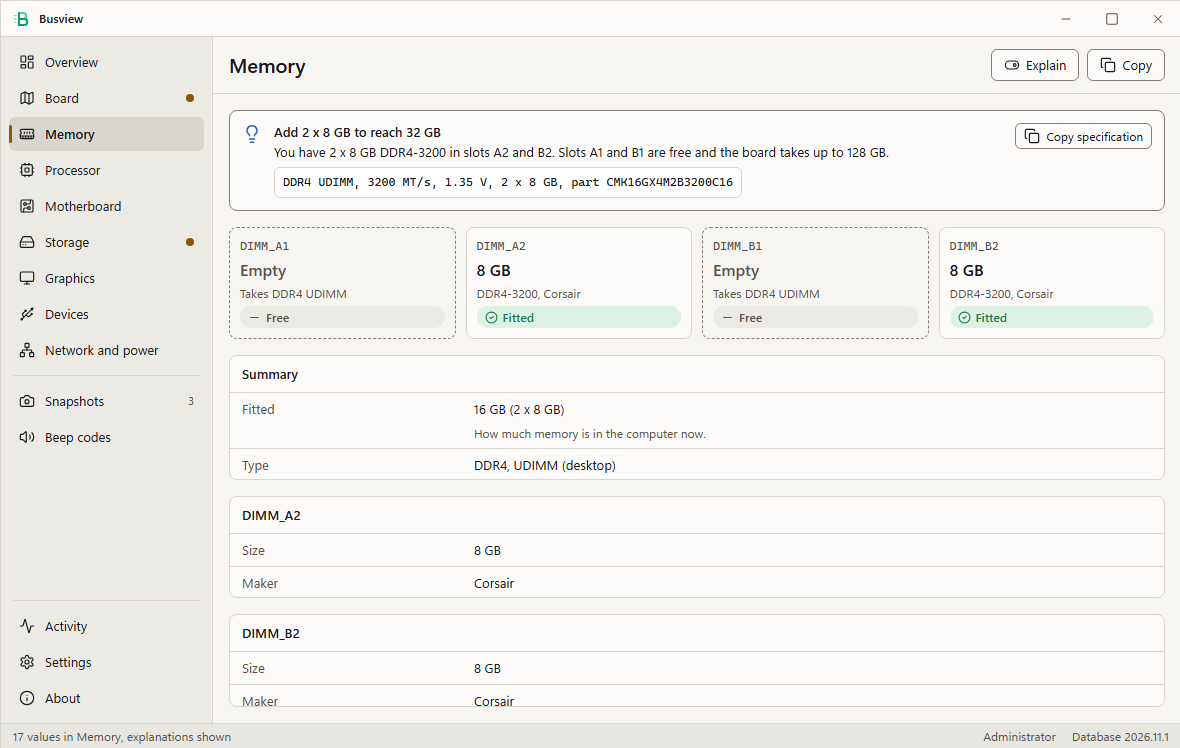 Busview
Overview
Board
Memory
Processor
Motherboard
Storage
Graphics
Devices
Network and power
Snapshots 3
Beep codes
Activity
Settings
About
Memory
Explain
Copy
Add 2 x 8 GB to reach 32 GB
You have 2 x 8 GB DDR4-3200 in slots A2 and B2. Slots A1 and B1 are free and the board takes up to 128 GB.
DDR4 UDIMM, 3200 MT/s, 1.35 V, 2 x 8 GB, part CMK16GX4M2B3200C16
Copy specification
DIMM_A1
Empty
Takes DDR4 UDIMM
Free
DIMM_A2
8 GB
DDR4-3200, Corsair
Fitted
DIMM_B1
Empty
Takes DDR4 UDIMM
Free
DIMM_B2
8 GB
DDR4-3200, Corsair
Fitted
Summary
Fitted 16 GB (2 x 8 GB)
How much memory is in the computer now.
Type DDR4, UDIMM (desktop)
DIMM_A2
Size 8 GB
Maker Corsair
DIMM_B2
Size 8 GB
Maker Corsair
17 values in Memory, explanations shown
Administrator Database 2026.11.1